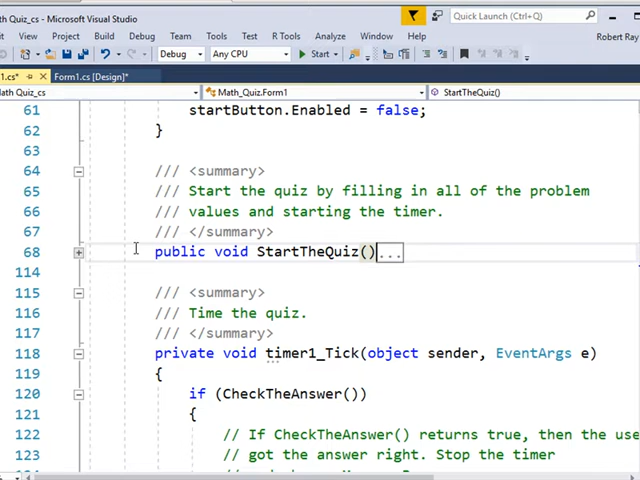 ath Quiz_cs - Microsoft Visual Studio
Quick Launch (Ctrl+Q)
View Project Build Debug Team Tools Test R Tools Analyze Window Help
Robert Ray
Debug Any CPU Start
1.cs* Form1.cs [Design]*
Math Quiz_cs Math_Quiz.Form1 StartTheQuiz()
61 startButton.Enabled = false;
62 }
63
64 /// <summary>
65 /// Start the quiz by filling in all of the problem
66 /// values and starting the timer.
67 /// </summary>
68 public void StartTheQuiz()...
114
115 /// <summary>
116 /// Time the quiz.
117 /// </summary>
118 private void timer1_Tick(object sender, EventArgs e)
119 {
120 if (CheckTheAnswer())
121 {
122 // If CheckTheAnswer() returns true, then the use
123 // got the answer right. Stop the timer